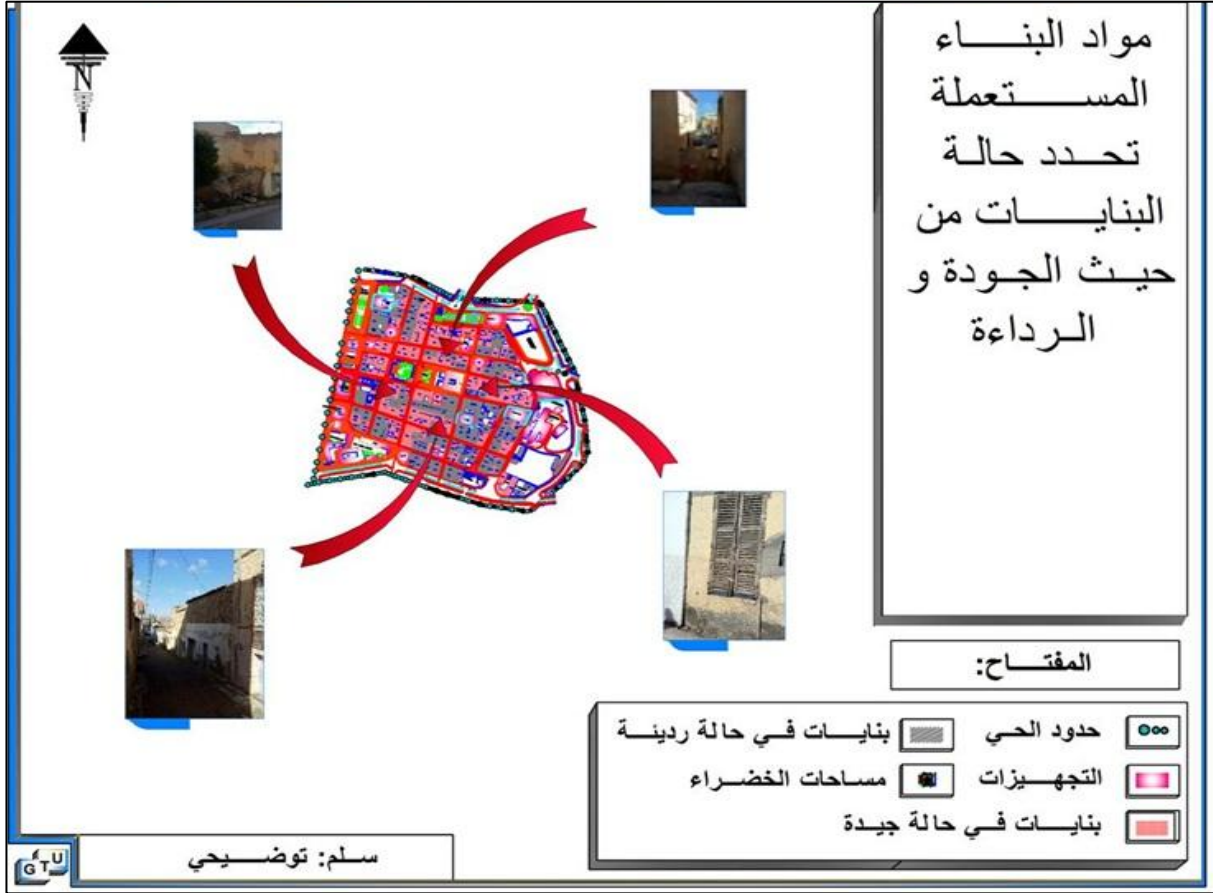 N
مواد البناء
المستعملة
تحدد حالة
البنايات من
حيث الجودة و
الرداءة
المفتاح:
حدود الحي
بنايات في حالة رديئة
التجهيزات
مساحات الخضراء
بنايات في حالة جيدة
سلم: توضيحي
GTU